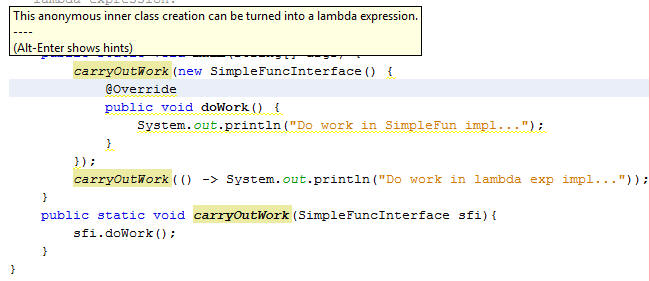 lambda expression.
This anonymous inner class creation can be turned into a lambda expression.
----
(Alt-Enter shows hints)
carryOutWork(new SimpleFuncInterface() {
@Override
public void doWork() {
System.out.println("Do work in SimpleFun impl...");
}
});
carryOutWork(() -> System.out.println("Do work in lambda exp impl..."));
}
public static void carryOutWork(SimpleFuncInterface sfi){
sfi.doWork();
}
}